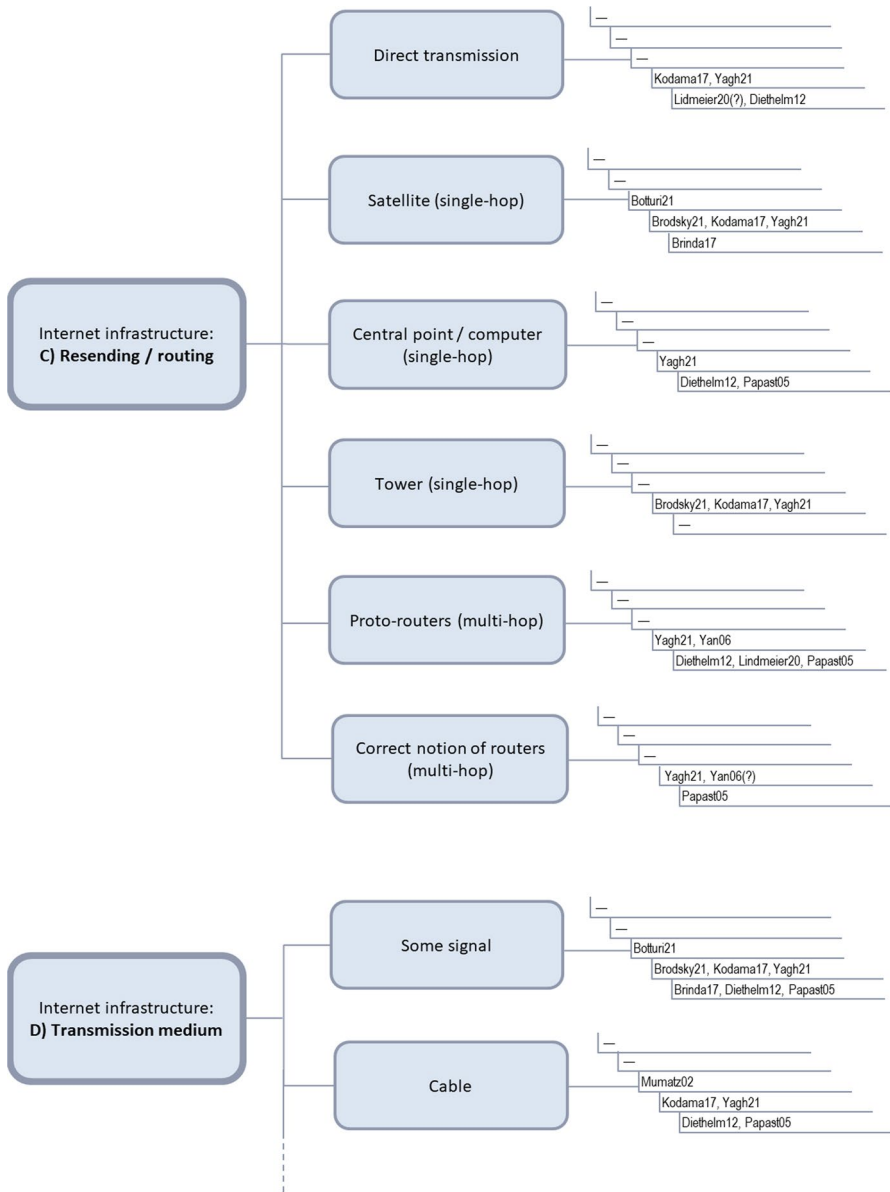 Direct transmission
—
—
—
Kodama17, Yagh21
Lidmeier20(?), Diethelm12
Satellite (single-hop)
—
—
Botturi21
Brodsky21, Kodama17, Yagh21
Brinda17
Internet infrastructure:
C) Resending / routing
Central point / computer
(single-hop)
—
—
—
Yagh21
Diethelm12, Papast05
Tower (single-hop)
—
—
—
Brodsky21, Kodama17, Yagh21
—
Proto-routers (multi-hop)
—
—
—
Yagh21, Yan06
Diethelm12, Lindmeier20, Papast05
Correct notion of routers
(multi-hop)
—
—
—
Yagh21, Yan06(?)
Papast05
Internet infrastructure:
D) Transmission medium
Some signal
—
—
Botturi21
Brodsky21, Kodama17, Yagh21
Brinda17, Diethelm12, Papast05
Cable
—
—
Mumatz02
Kodama17, Yagh21
Diethelm12, Papast05